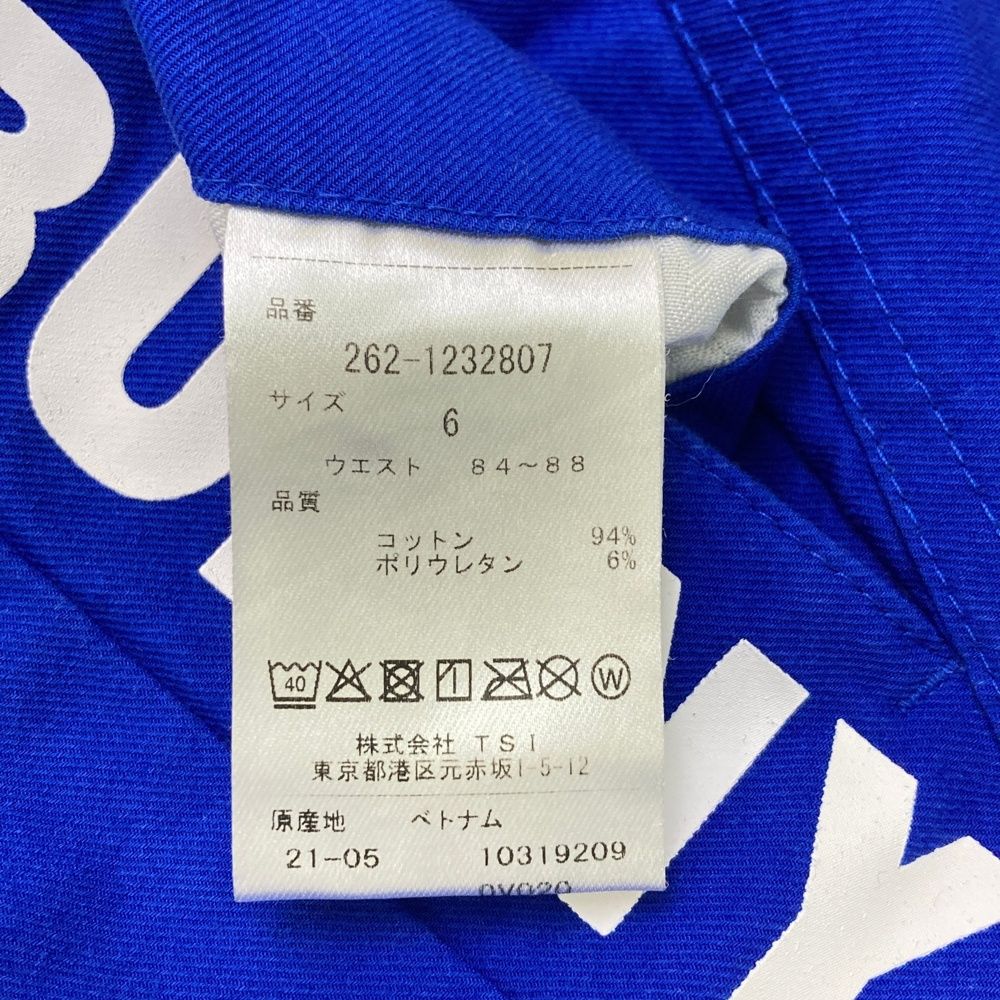 品番
262-1232807
サイズ
6
ウエスト 84～88
品質
コットン 94%
ポリウレタン 6%
40
W
株式会社 TSI
東京都港区元赤坂1-5-12
原産地 ベトナム
21-05 10319209